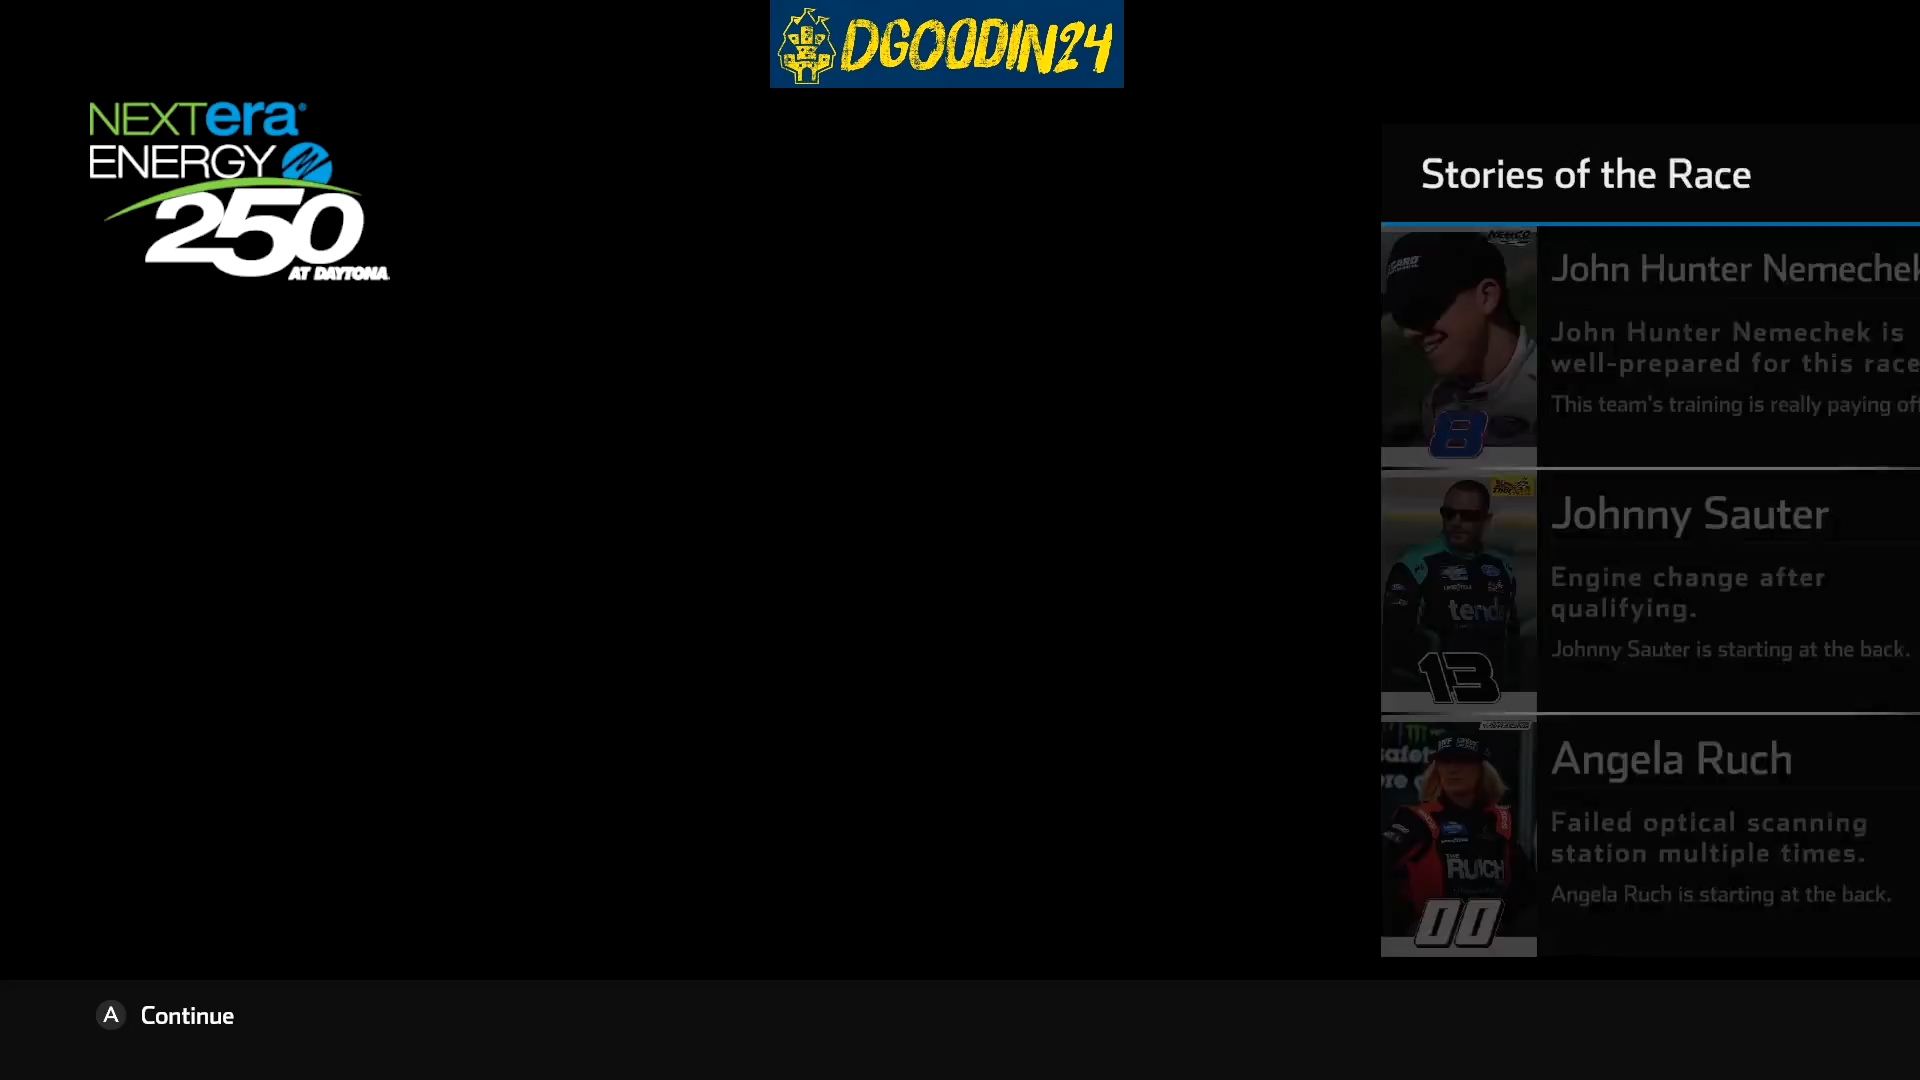 DGOODIN24
NEXTera
ENERGY
250
AT DAYTONA
Stories of the Race
John Hunter Nemechek
John Hunter Nemechek is
well-prepared for this race
This team's training is really paying off
8
Johnny Sauter
Engine change after
qualifying.
Johnny Sauter is starting at the back.
tend
13
Angela Ruch
Failed optical scanning
station multiple times.
Angela Ruch is starting at the back.
THE
RUICH
00
A Continue